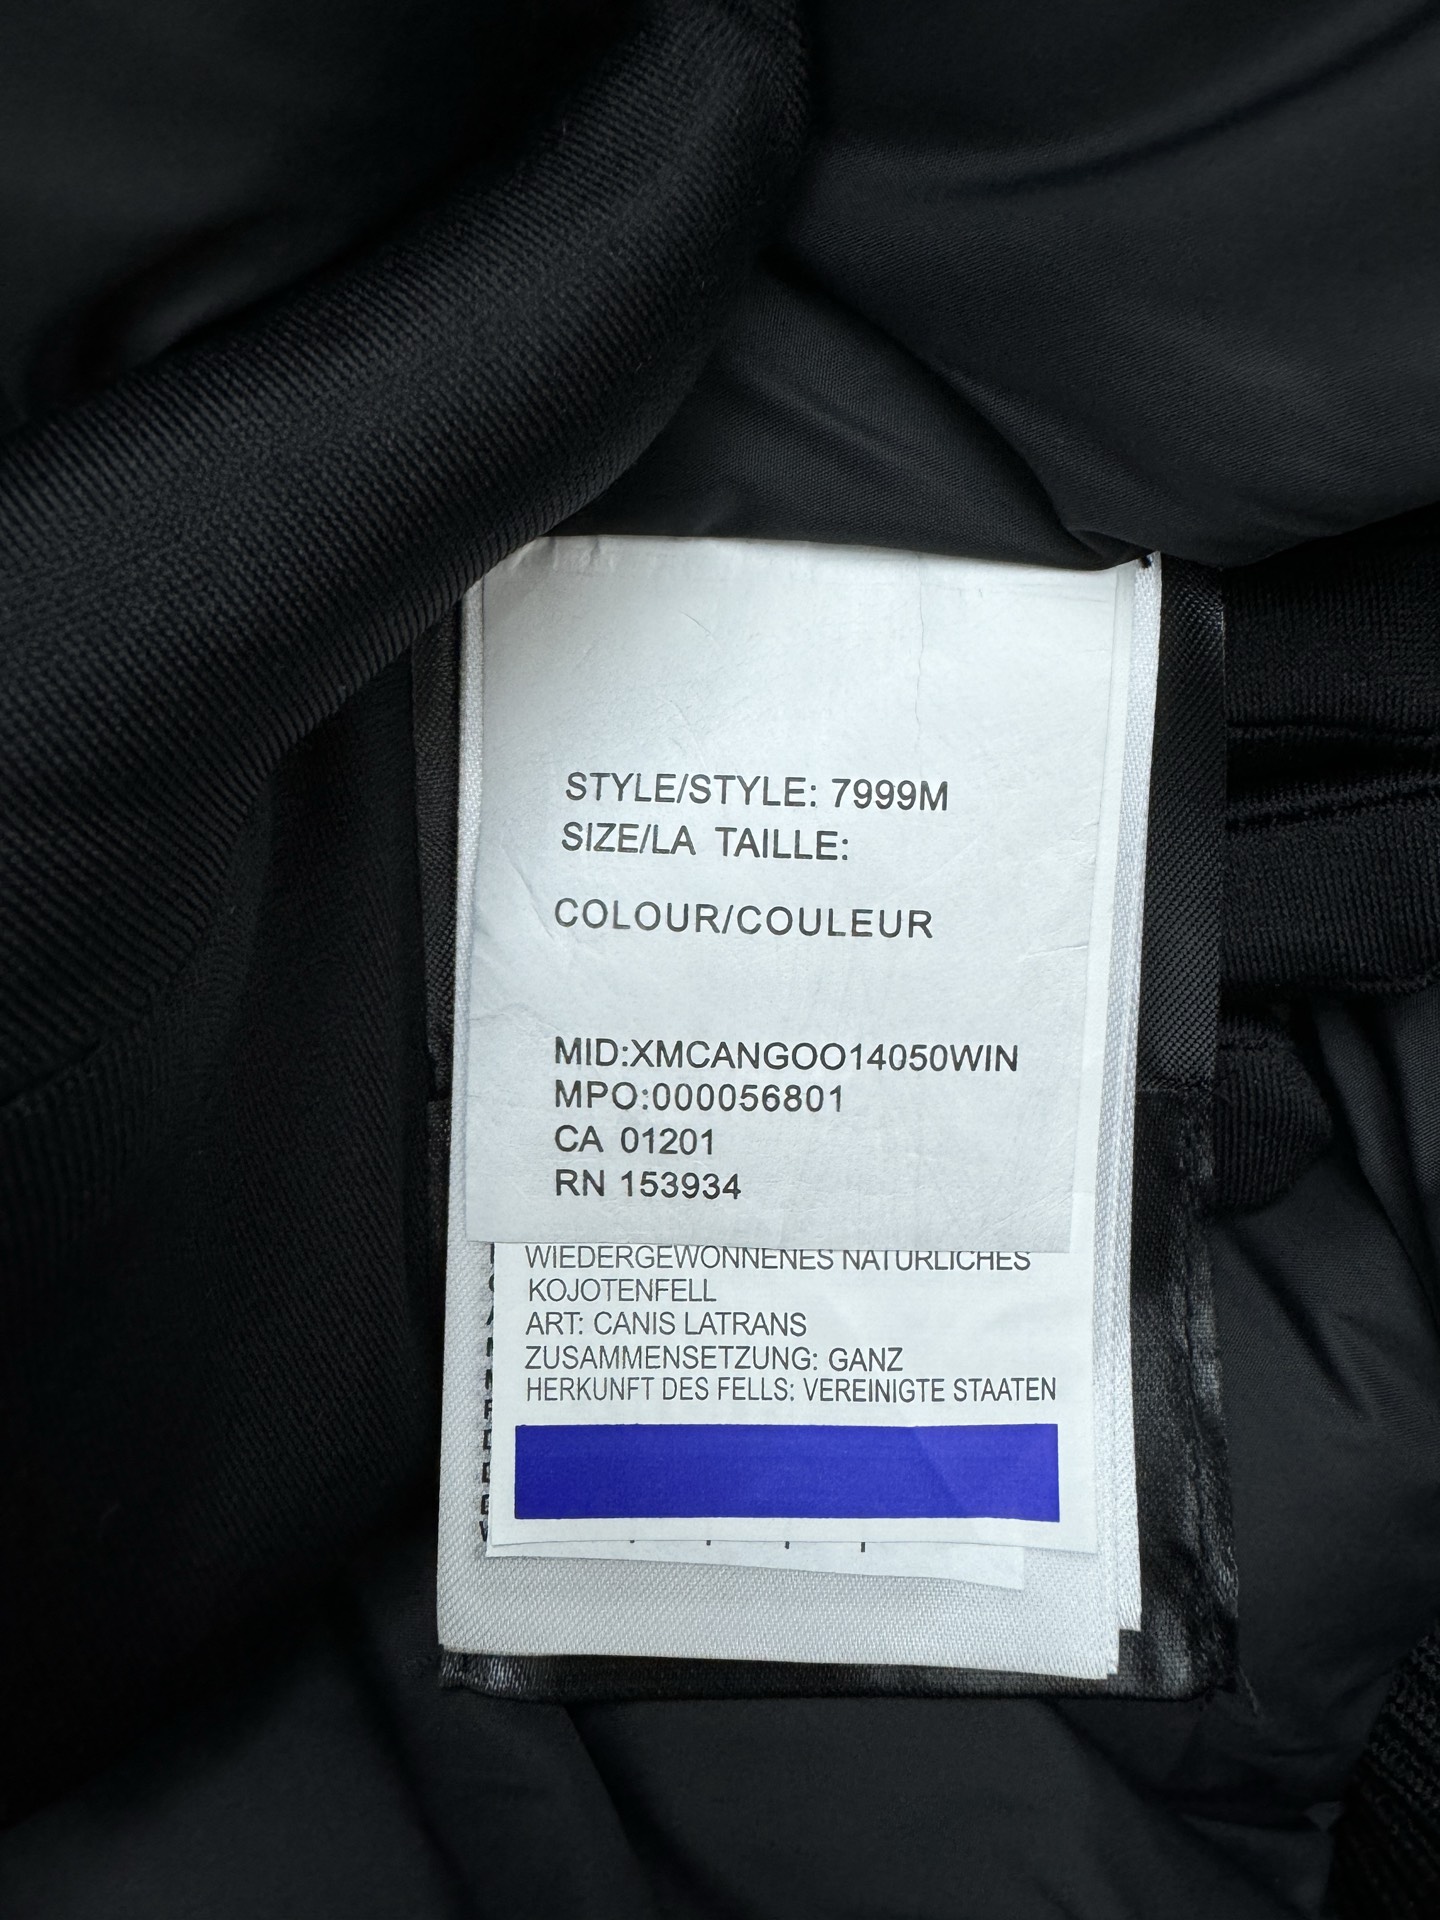 STYLE/STYLE: 7999M
SIZE/LA TAILLE:
COLOUR/COULEUR
MID:XMCANGOO14050WIN
MPO:000056801
CA 01201
RN 153934
WIEDERGEWONNENES NATÜRLICHES
KOJOTENFELL
ART: CANIS LATRANS
ZUSAMMENSETZUNG: GANZ
HERKUNFT DES FELLS: VEREINIGTE STAATEN